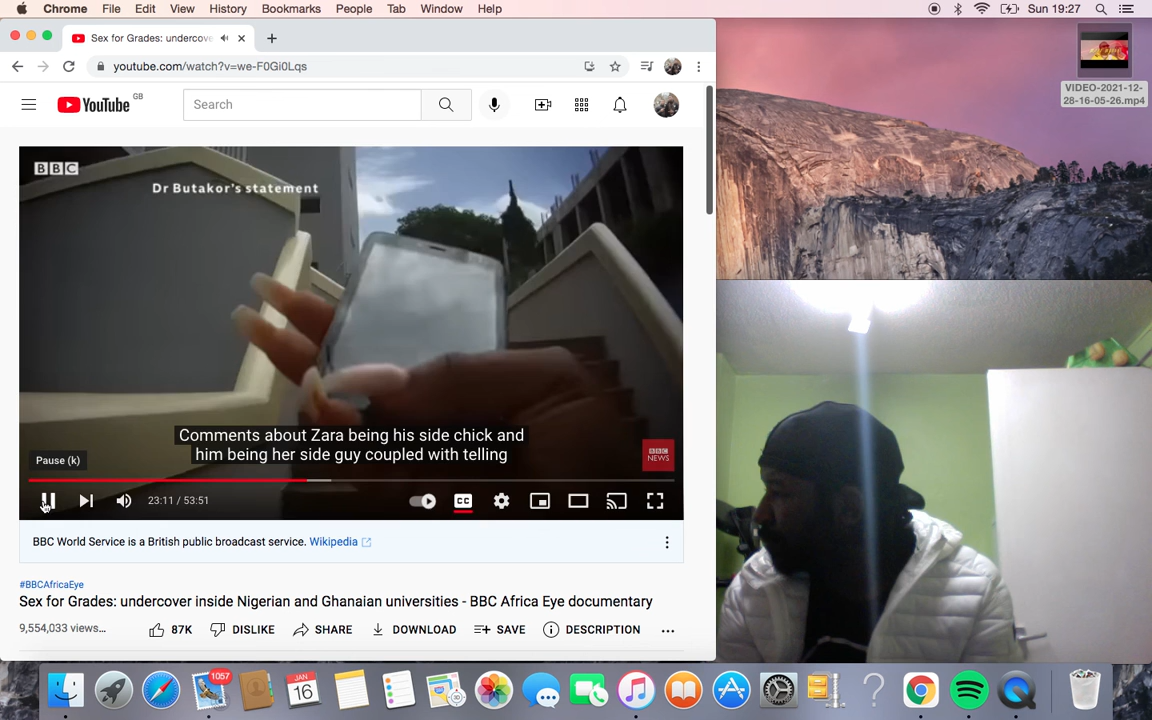 Chrome File Edit View History Bookmarks People Tab Window Help Sun 19:27
Sex for Grades: undercove
youtube.com/watch?v=we-F0Gi0Lqs
YouTube GB
Search
VIDEO-2021-12-
28-16-05-26.mp4
BBC
Dr Butakor's statement
Comments about Zara being his side chick and
him being her side guy coupled with telling
BBC
NEWS
Pause (k)
23:11 / 53:51
CC
BBC World Service is a British public broadcast service. Wikipedia
#BBCAfricaEye
Sex for Grades: undercover inside Nigerian and Ghanaian universities - BBC Africa Eye documentary
9,554,033 views... 87K DISLIKE SHARE DOWNLOAD SAVE DESCRIPTION
1057
JAN
16